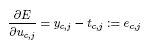 ∂E/∂u_{c,j} = y_{c,j} − t_{c,j} := e_{c,j}